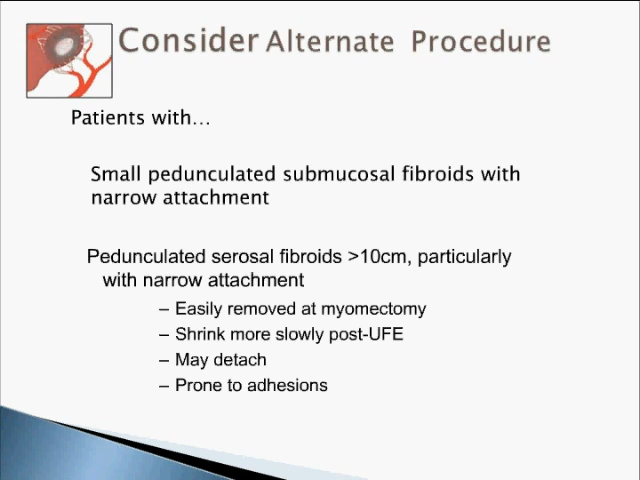 Consider Alternate Procedure
Patients with...
Small pedunculated submucosal fibroids with
narrow attachment
Pedunculated serosal fibroids >10cm, particularly
with narrow attachment
– Easily removed at myomectomy
– Shrink more slowly post-UFE
– May detach
– Prone to adhesions